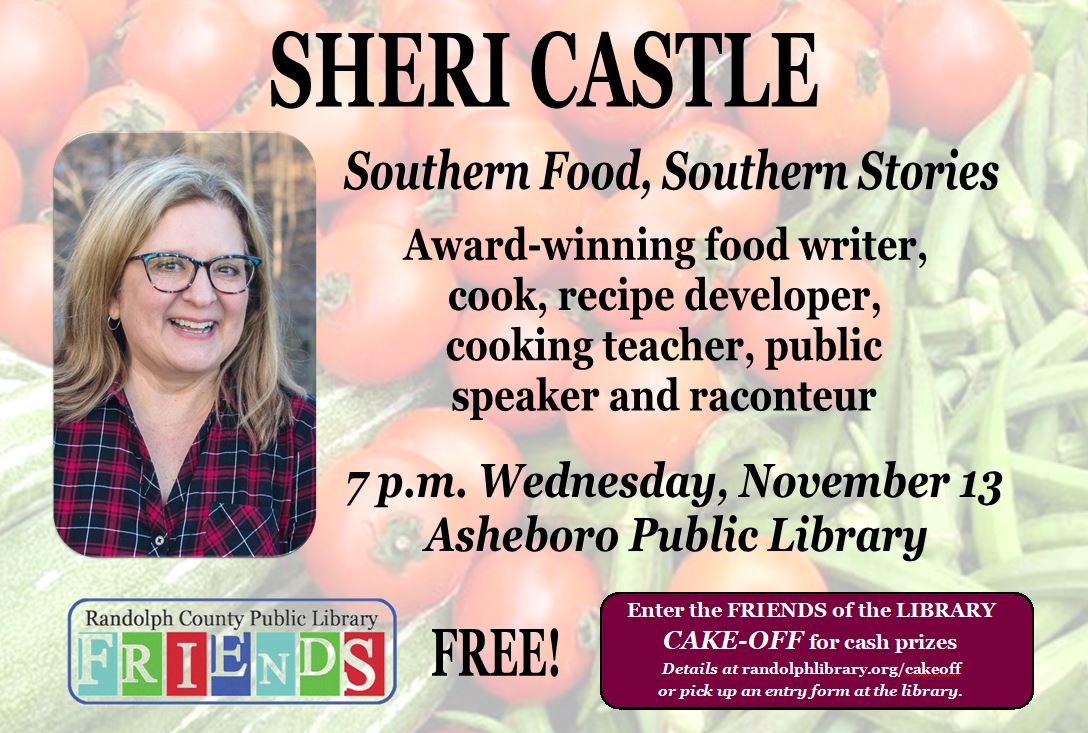 SHERI CASTLE
Southern Food, Southern Stories
Award-winning food writer,
cook, recipe developer,
cooking teacher, public
speaker and raconteur
7 p.m. Wednesday, November 13
Asheboro Public Library
Randolph County Public Library
FRIENDS
FREE!
Enter the FRIENDS of the LIBRARY
CAKE-OFF for cash prizes
Details at randolphlibrary.org/cakeoff
or pick up an entry form at the library.